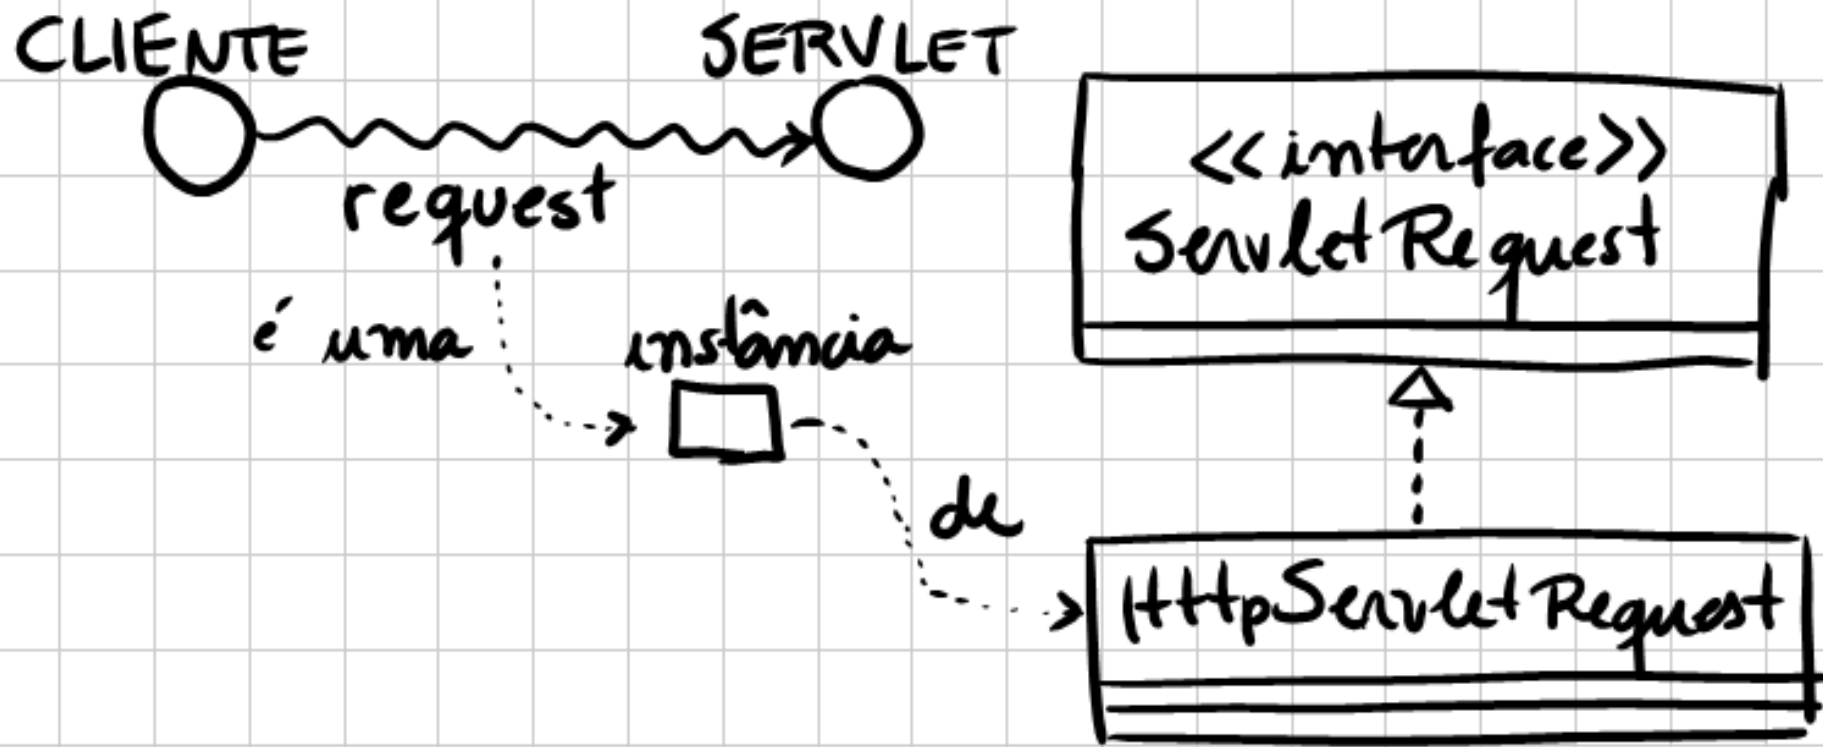 CLIENTE
SERVLET
request
<<interface>>
ServletRequest
é uma
instância
de
HttpServletRequest